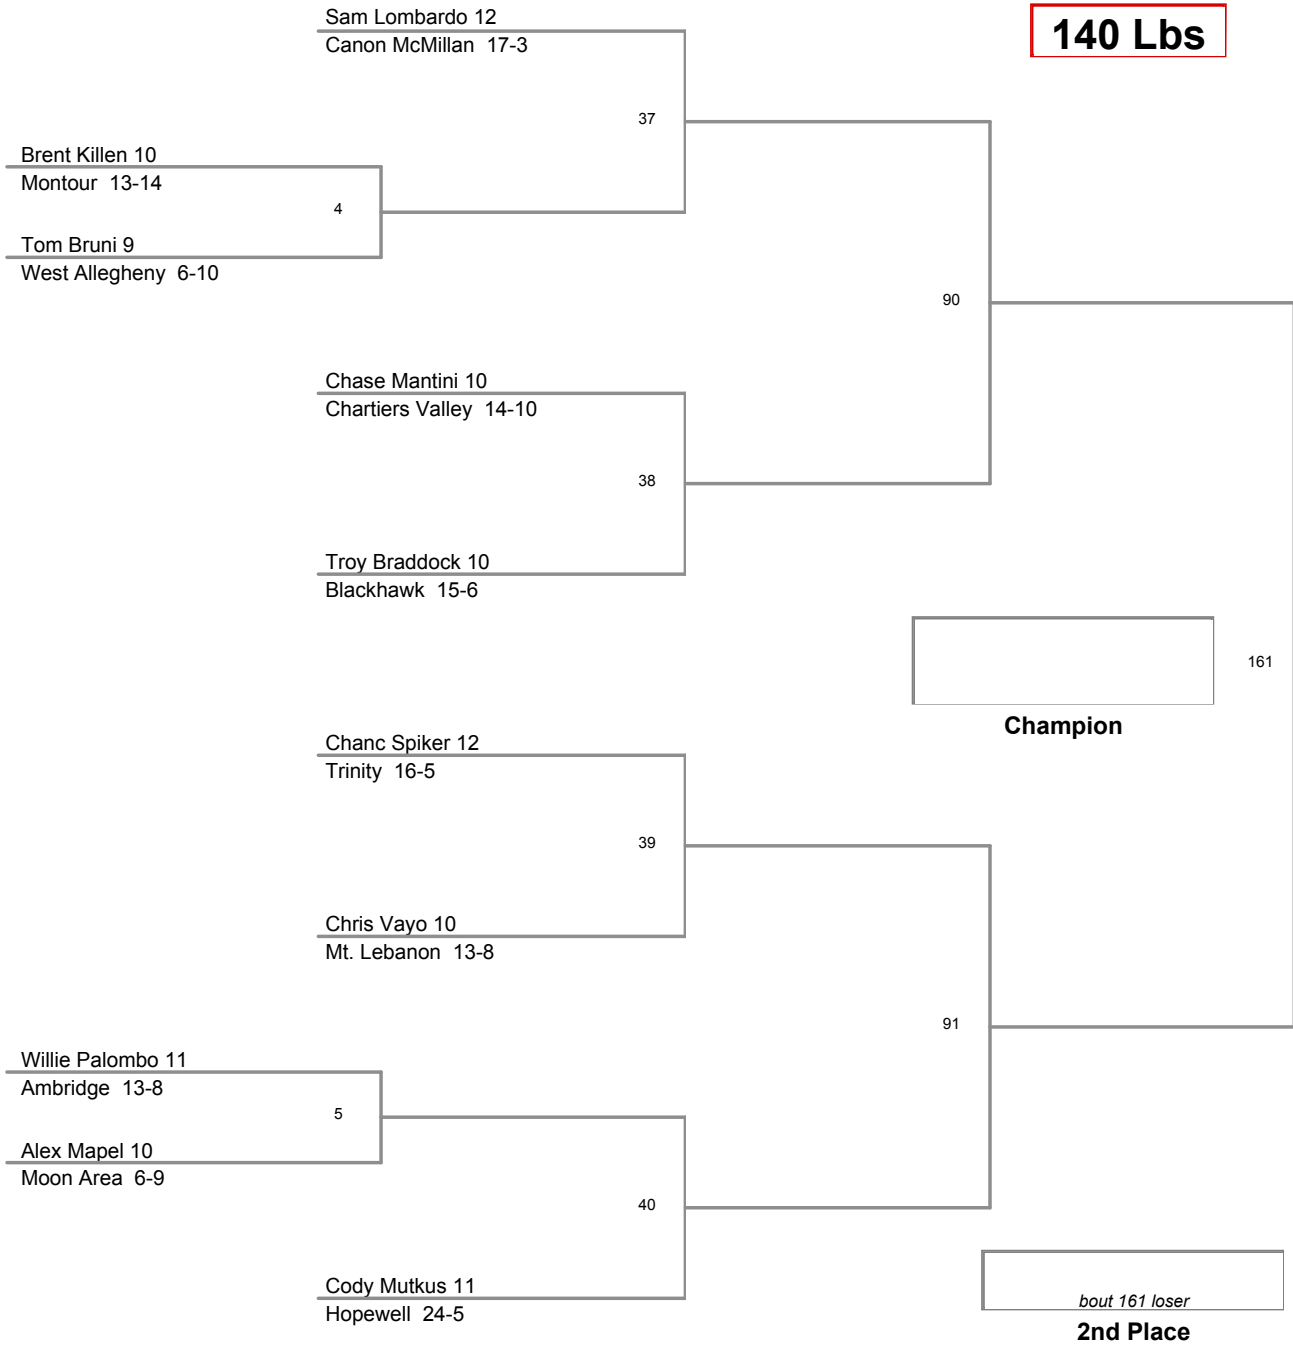 Sam Lombardo 12
Canon McMillan  17-3
140 Lbs
37
Brent Killen 10
Montour  13-14
4
Tom Bruni 9
West Allegheny  6-10
90
Chase Mantini 10
Chartiers Valley  14-10
38
Troy Braddock 10
Blackhawk  15-6
161
Champion
Chanc Spiker 12
Trinity  16-5
39
Chris Vayo 10
Mt. Lebanon  13-8
91
Willie Palombo 11
Ambridge  13-8
5
Alex Mapel 10
Moon Area  6-9
40
Cody Mutkus 11
Hopewell  24-5
bout 161 loser
2nd Place